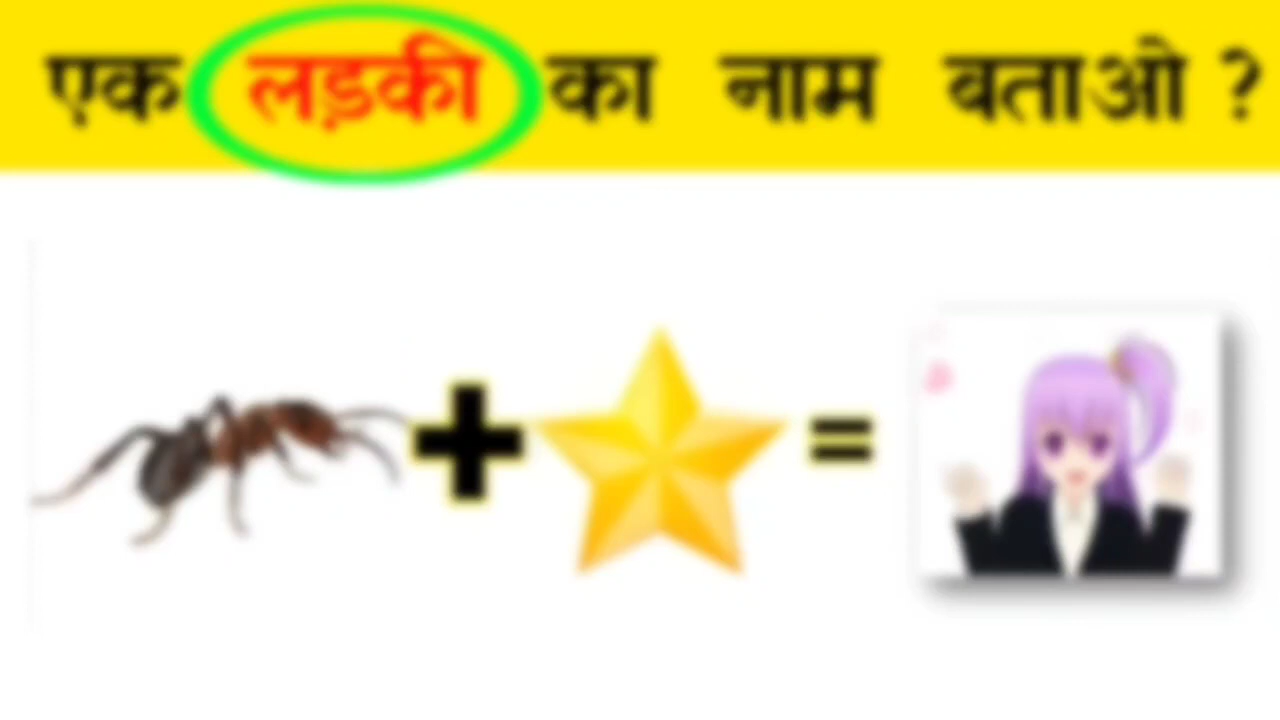 एक लड़की का नाम बताओ ?
+ =